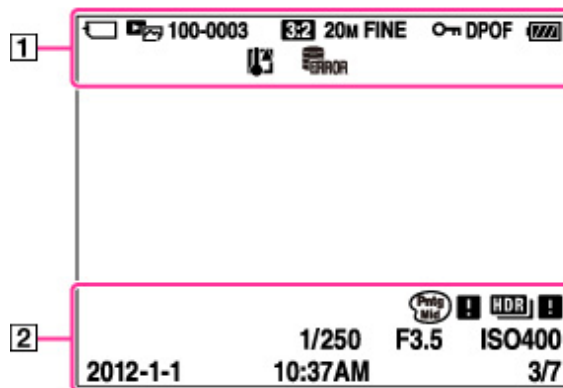 1
100-0003 3:2 20M FINE DPOF
ERROR
2
Pntg Mid ! HDR !
1/250 F3.5 ISO400
2012-1-1 10:37AM 3/7